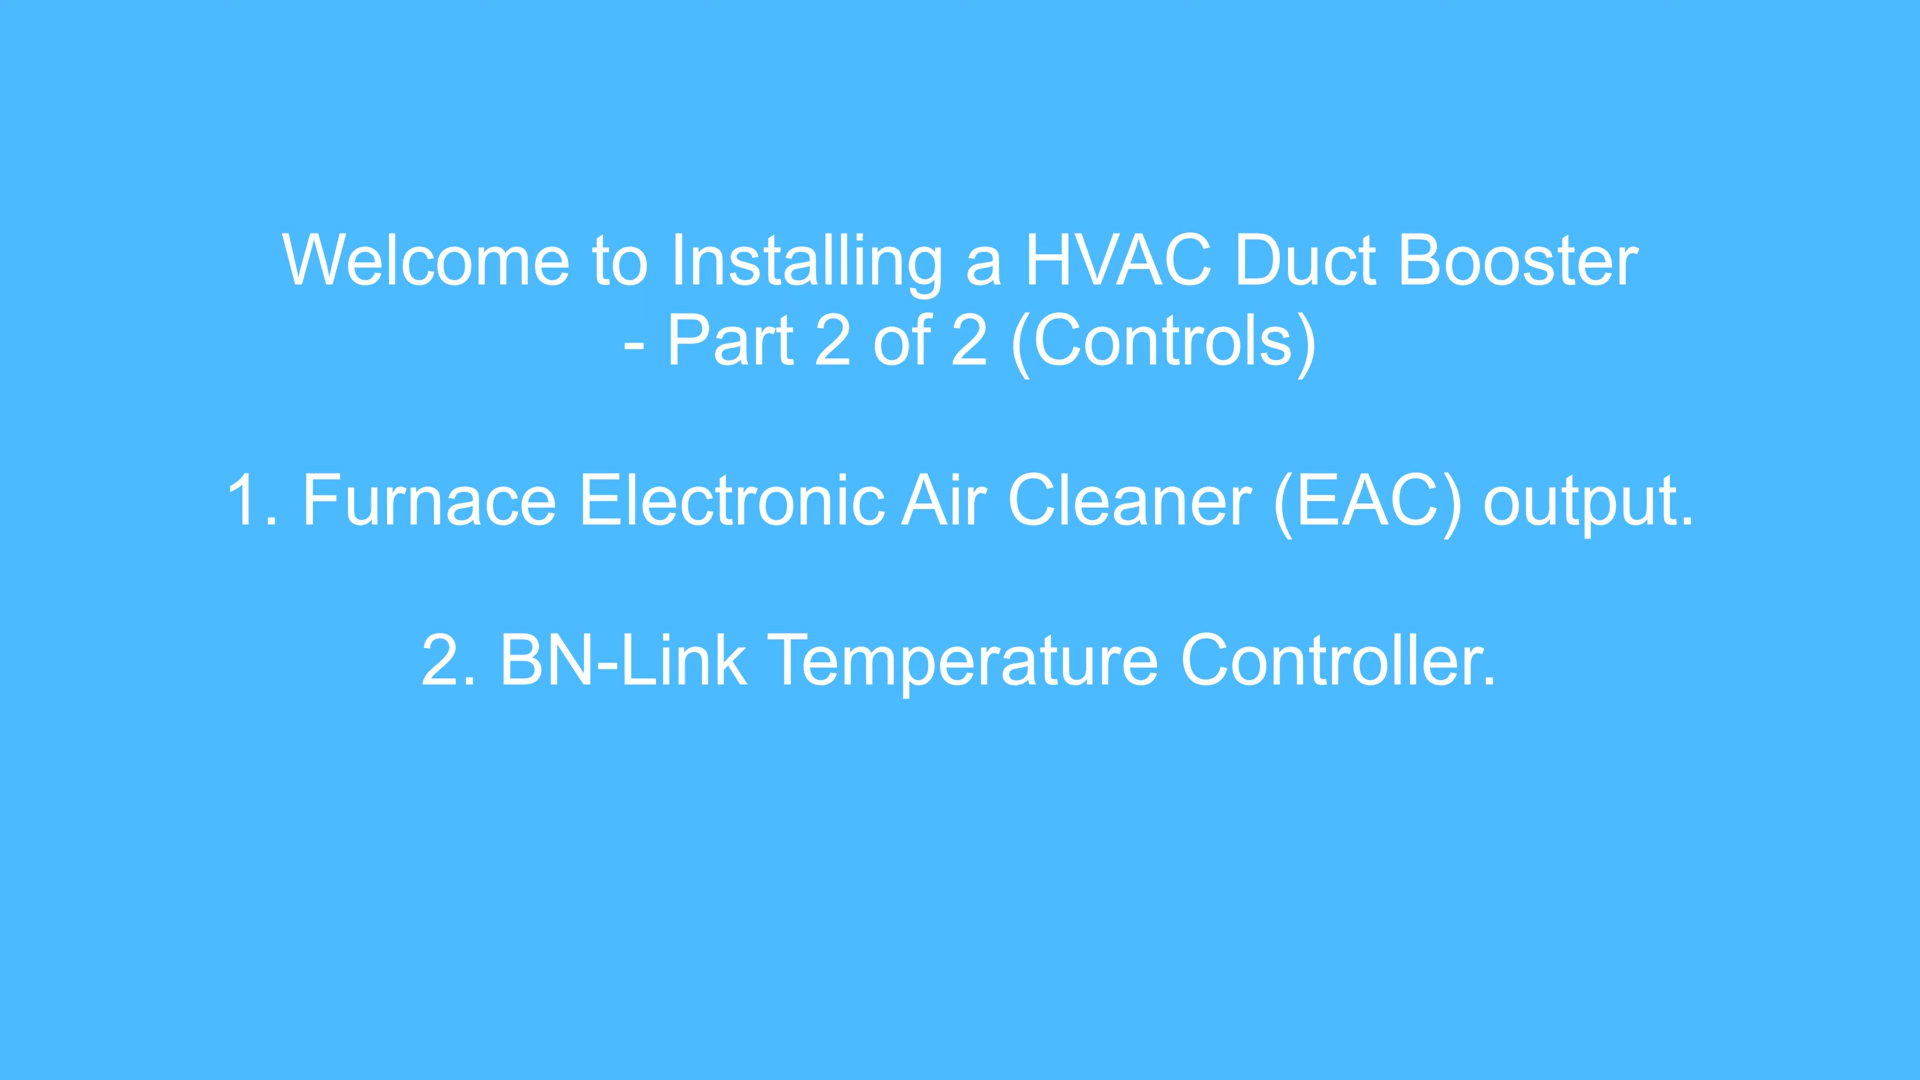 Welcome to Installing a HVAC Duct Booster
- Part 2 of 2 (Controls)
1. Furnace Electronic Air Cleaner (EAC) output.
2. BN-Link Temperature Controller.